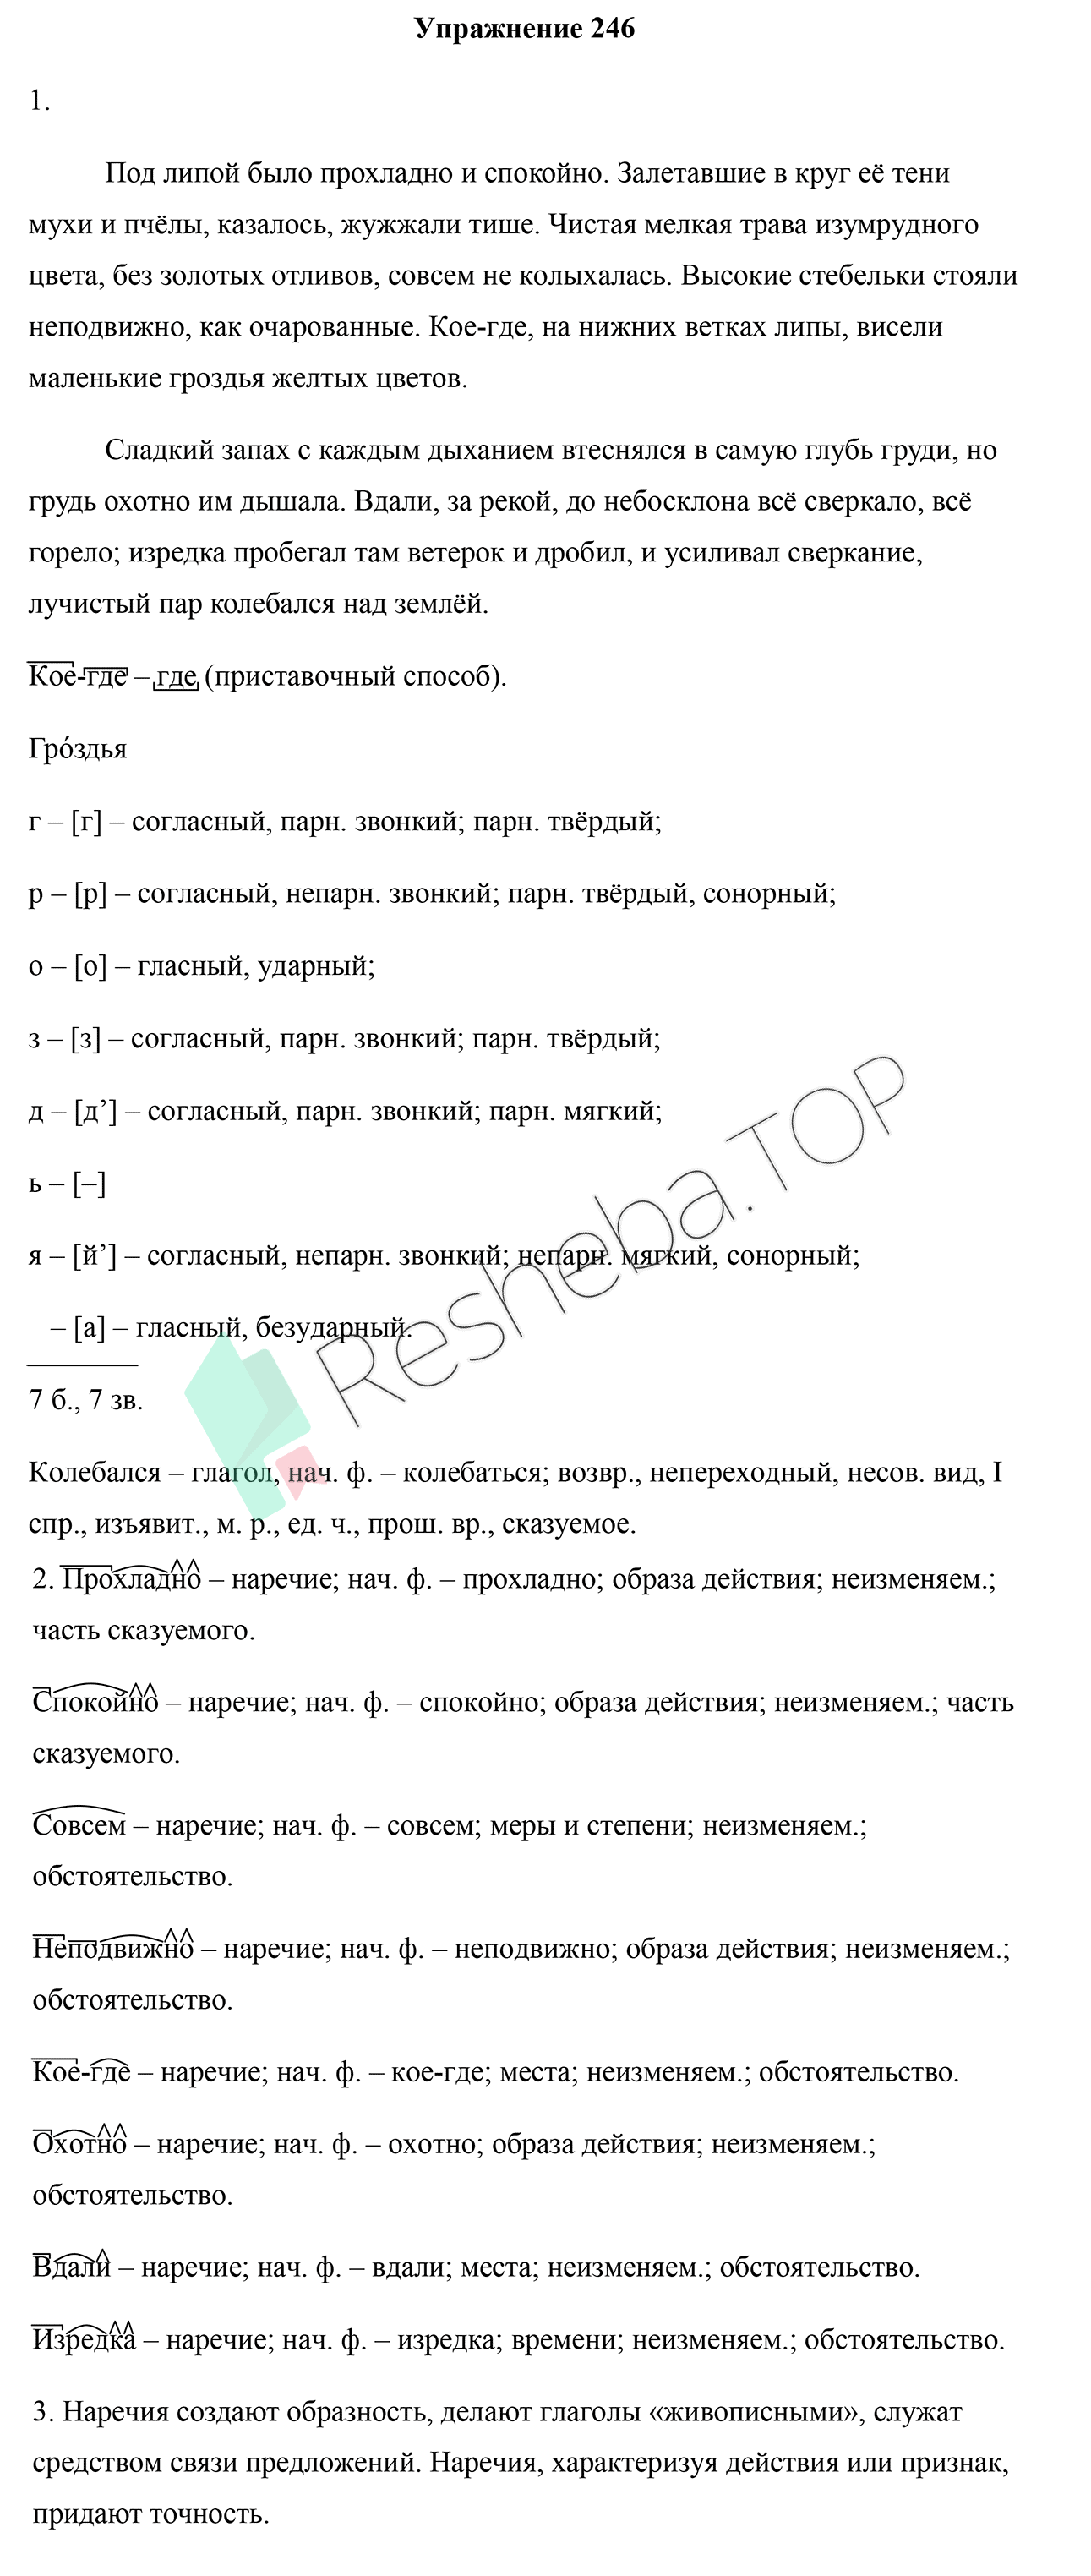 Упражнение 246
1.
Под липой было прохладно и спокойно. Залетавшие в круг её тени
мухи и пчёлы, казалось, жужжали тише. Чистая мелкая трава изумрудного
цвета, без золотых отливов, совсем не колыхалась. Высокие стебельки стояли
неподвижно, как очарованные. Кое-где, на нижних ветках липы, висели
маленькие гроздья желтых цветов.
Сладкий запах с каждым дыханием втеснялся в самую глубь груди, но
грудь охотно им дышала. Вдали, за рекой, до небосклона всё сверкало, всё
горело; изредка пробегал там ветерок и дробил, и усиливал сверкание,
лучистый пар колебался над землёй.
Кое-где – где (приставочный способ).
Гро́здья
г – [г] – согласный, парн. звонкий; парн. твёрдый;
р – [р] – согласный, непарн. звонкий; парн. твёрдый, сонорный;
о – [о] – гласный, ударный;
з – [з] – согласный, парн. звонкий; парн. твёрдый;
д – [д’] – согласный, парн. звонкий; парн. мягкий;
ь – [–]
я – [й’] – согласный, непарн. звонкий; непарн. мягкий, сонорный;
– [а] – гласный, безударный.
7 б., 7 зв.
Колебался – глагол, нач. ф. – колебаться; возвр., непереходный, несов. вид, I
спр., изъявит., м. р., ед. ч., прош. вр., сказуемое.
2. Прохладно – наречие; нач. ф. – прохладно; образа действия; неизменяем.;
часть сказуемого.
Спокойно – наречие; нач. ф. – спокойно; образа действия; неизменяем.; часть
сказуемого.
Совсем – наречие; нач. ф. – совсем; меры и степени; неизменяем.;
обстоятельство.
Неподвижно – наречие; нач. ф. – неподвижно; образа действия; неизменяем.;
обстоятельство.
Кое-где – наречие; нач. ф. – кое-где; места; неизменяем.; обстоятельство.
Охотно – наречие; нач. ф. – охотно; образа действия; неизменяем.;
обстоятельство.
Вдали – наречие; нач. ф. – вдали; места; неизменяем.; обстоятельство.
Изредка – наречие; нач. ф. – изредка; времени; неизменяем.; обстоятельство.
3. Наречия создают образность, делают глаголы «живописными», служат
средством связи предложений. Наречия, характеризуя действия или признак,
придают точность.
Resheba.TOP